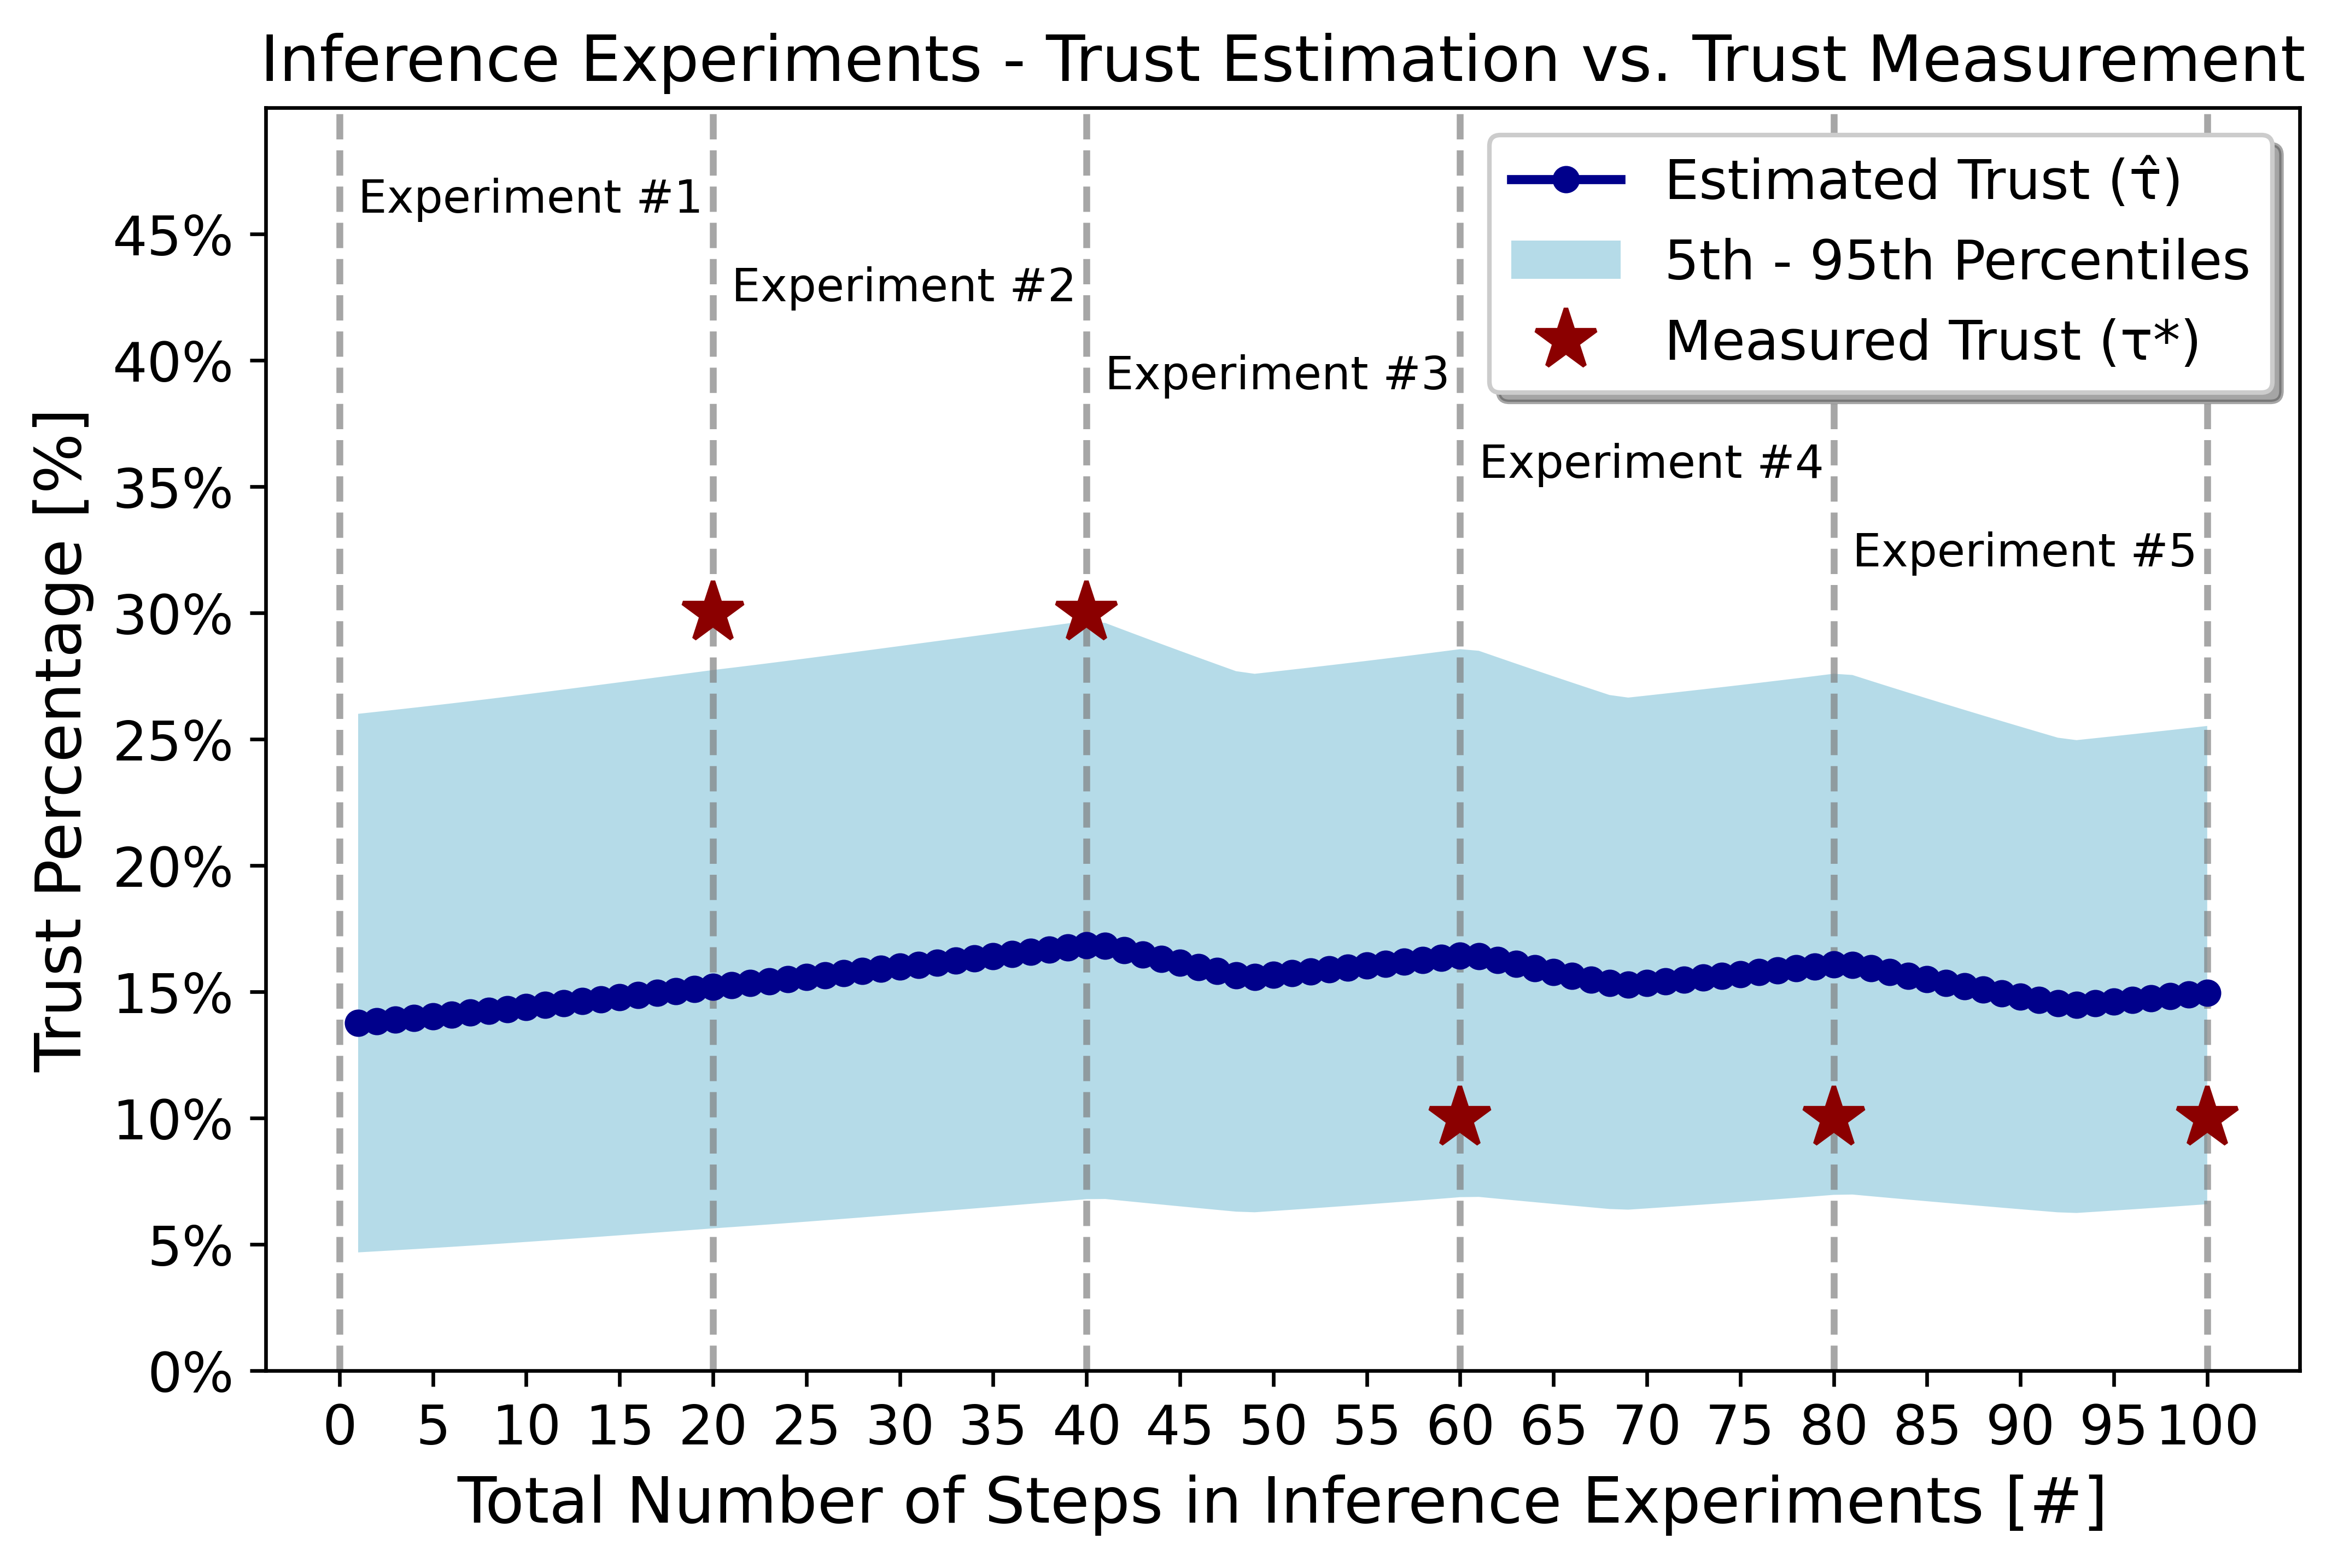 Inference Experiments - Trust Estimation vs. Trust Measurement
Estimated Trust (τ̂)
5th - 95th Percentiles
Measured Trust (τ*)
Experiment #1
Experiment #2
Experiment #3
Experiment #4
Experiment #5
Trust Percentage [%]
45%
40%
35%
30%
25%
20%
15%
10%
5%
0%
0 5 10 15 20 25 30 35 40 45 50 55 60 65 70 75 80 85 90 95 100
Total Number of Steps in Inference Experiments [#]